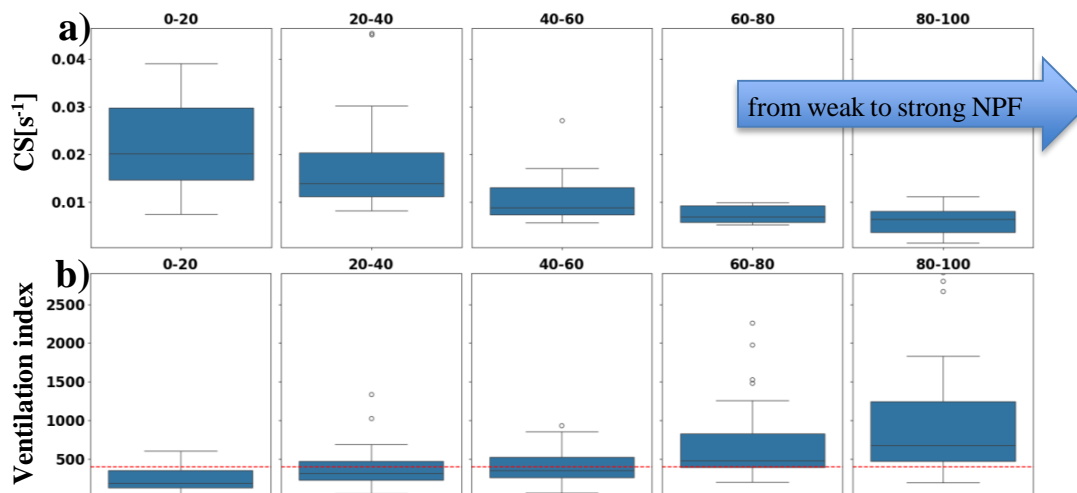 a)
0-20 20-40 40-60 60-80 80-100
CS[s⁻¹]
0.04
0.03
0.02
0.01
from weak to strong NPF
b)
0-20 20-40 40-60 60-80 80-100
Ventilation index
2500
2000
1500
1000
500